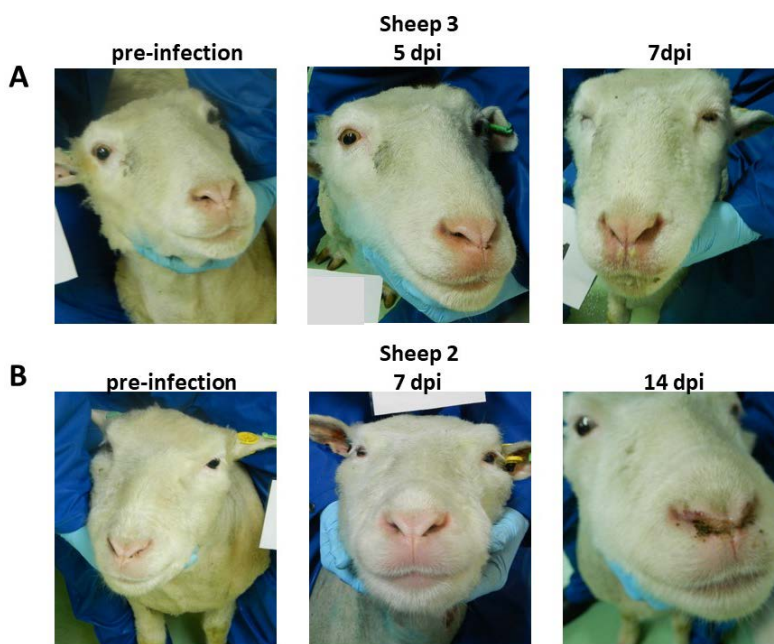 Sheep 3
A
pre-infection 5 dpi 7dpi
Sheep 2
B
pre-infection 7 dpi 14 dpi